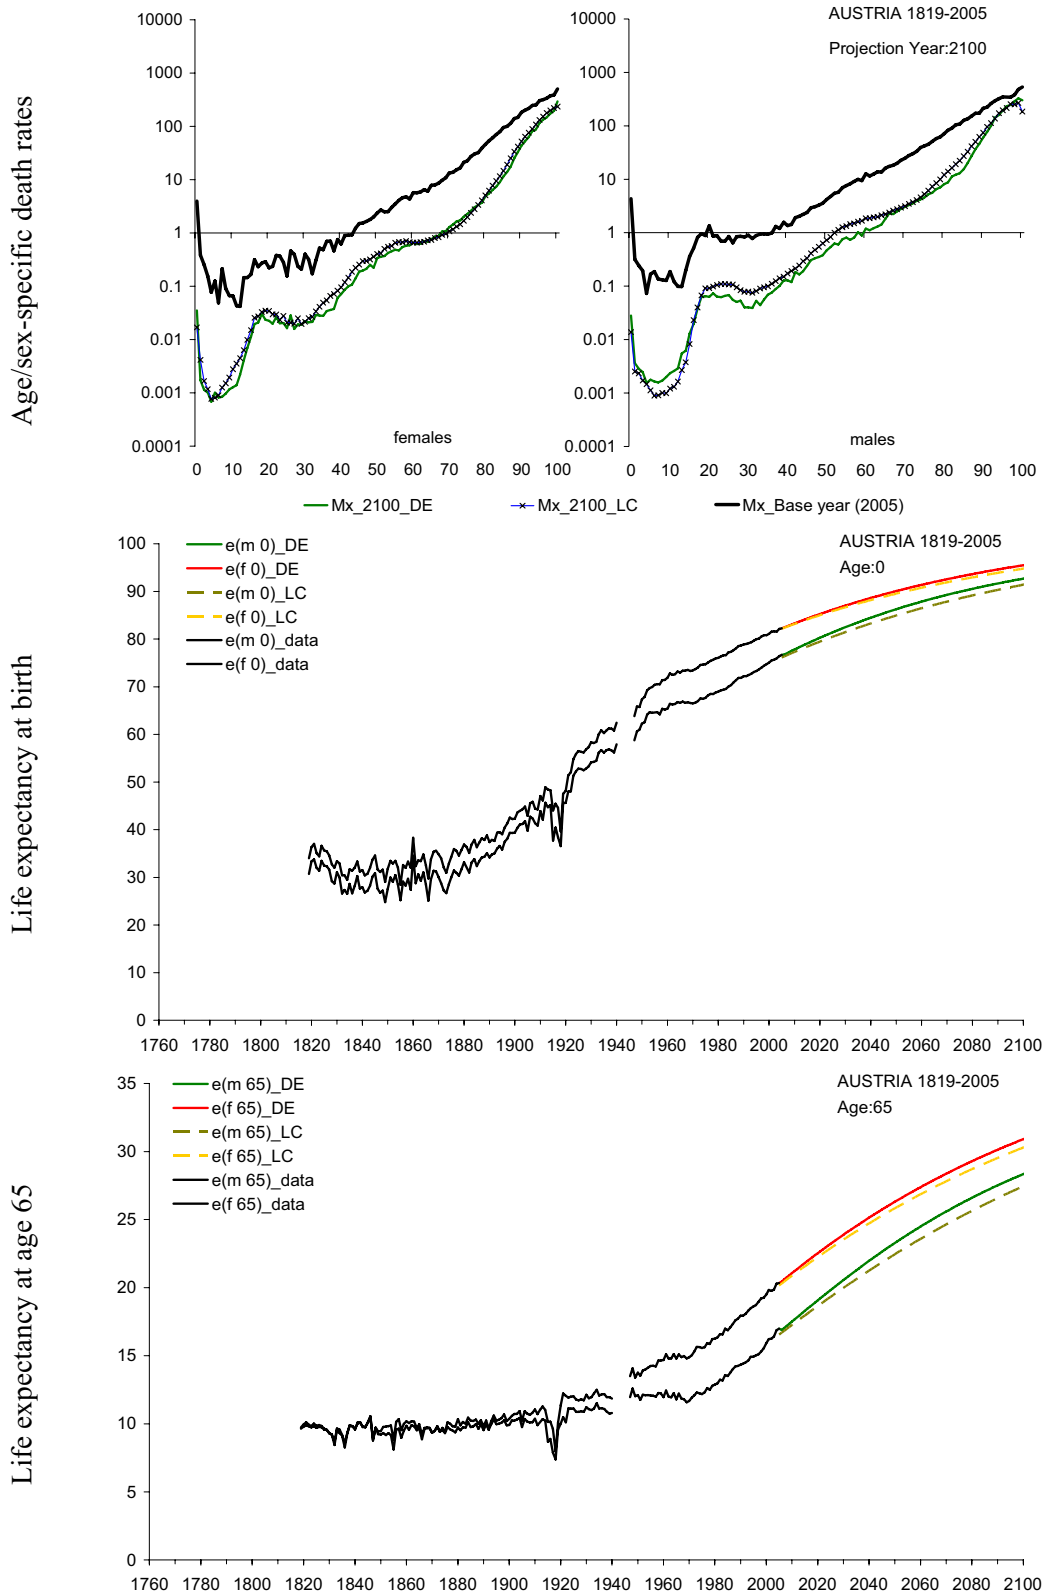 Age/sex-specific death rates
AUSTRIA 1819-2005
Projection Year:2100
10000
1000
100
10
1
0.1
0.01
0.001
0.0001
females
0 10 20 30 40 50 60 70 80 90 100
10000
1000
100
10
1
0.1
0.01
0.001
0.0001
males
0 10 20 30 40 50 60 70 80 90 100
Mx_2100_DE Mx_2100_LC Mx_Base year (2005)
Life expectancy at birth
AUSTRIA 1819-2005
Age:0
e(m 0)_DE
e(f 0)_DE
e(m 0)_LC
e(f 0)_LC
e(m 0)_data
e(f 0)_data
100
90
80
70
60
50
40
30
20
10
0
1760 1780 1800 1820 1840 1860 1880 1900 1920 1940 1960 1980 2000 2020 2040 2060 2080 2100
Life expectancy at age 65
AUSTRIA 1819-2005
Age:65
e(m 65)_DE
e(f 65)_DE
e(m 65)_LC
e(f 65)_LC
e(m 65)_data
e(f 65)_data
35
30
25
20
15
10
5
0
1760 1780 1800 1820 1840 1860 1880 1900 1920 1940 1960 1980 2000 2020 2040 2060 2080 2100